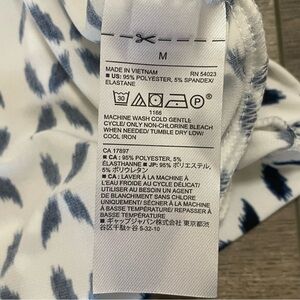 M
MADE IN VIETNAM RN 54023
■ US: 95% POLYESTER, 5% SPANDEX/
ELASTANE
30 P
1166
MACHINE WASH COLD GENTLE
CYCLE/ ONLY NON-CHLORINE BLEACH
WHEN NEEDED/ TUMBLE DRY LOW/
COOL IRON
CA 17897
■ CA: 95% POLYESTER, 5%
ÉLASTHANNE ■ JP: 95% ポリエステル,
5% ポリウレタン
■ CA: LAVER À LA MACHINE À
L'EAU FROIDE AU CYCLE DÉLICAT/
UTILISER AU BESOIN UN AGENT
DE BLANCHIMENT SANS CHLORE
UNIQUEMENT/ SÉCHER À LA MACHINE
À BASSE TEMPÉRATURE/ REPASSER À
BASSE TEMPÉRATURE
■ ギャップジャパン株式会社 東京都渋
谷区千駄ヶ谷 5-32-10